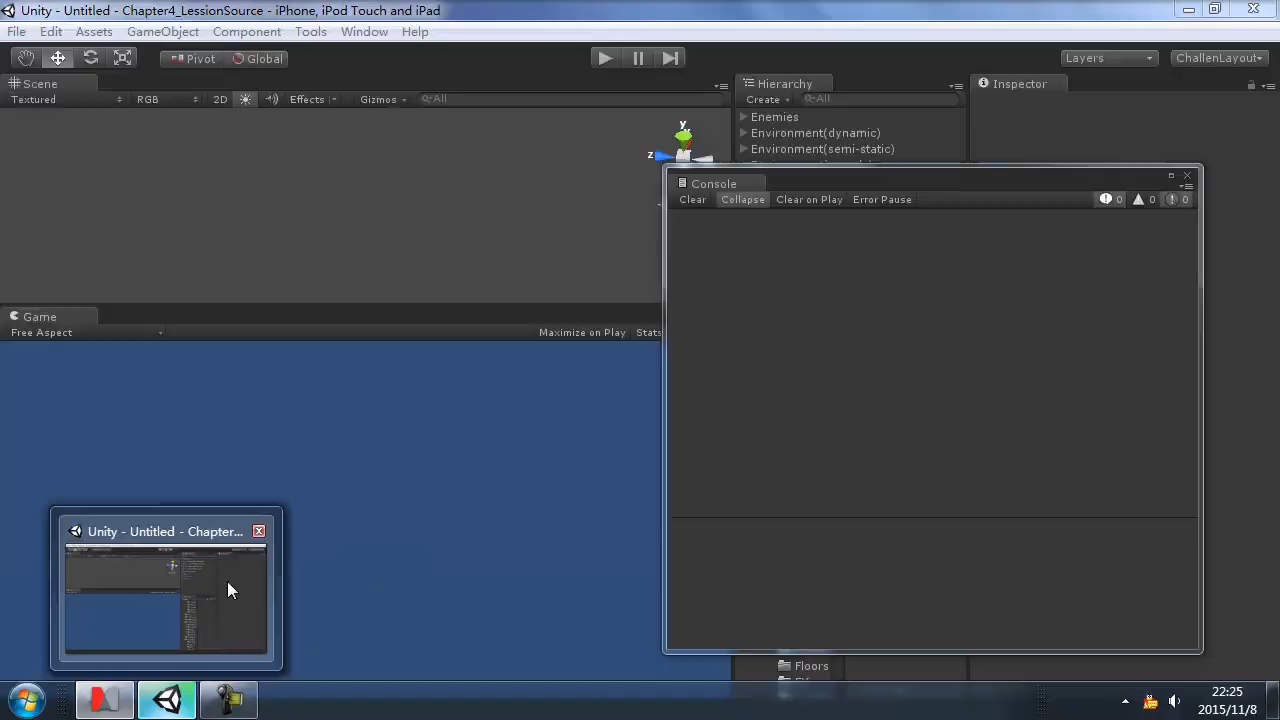 Unity - Untitled - Chapter4_LessionSource - iPhone, iPod Touch and iPad
File Edit Assets GameObject Component Tools Window Help
Pivot Global Layers ChallenLayout
Scene Hierarchy Inspector
Textured RGB 2D Effects Gizmos All Create All
Enemies
Environment(dynamic)
Environment(semi-static)
Console
Clear Collapse Clear on Play Error Pause 0 0 0
Game
Free Aspect Maximize on Play Stats
Unity - Untitled - Chapter...
Floors
22:25
2015/11/8